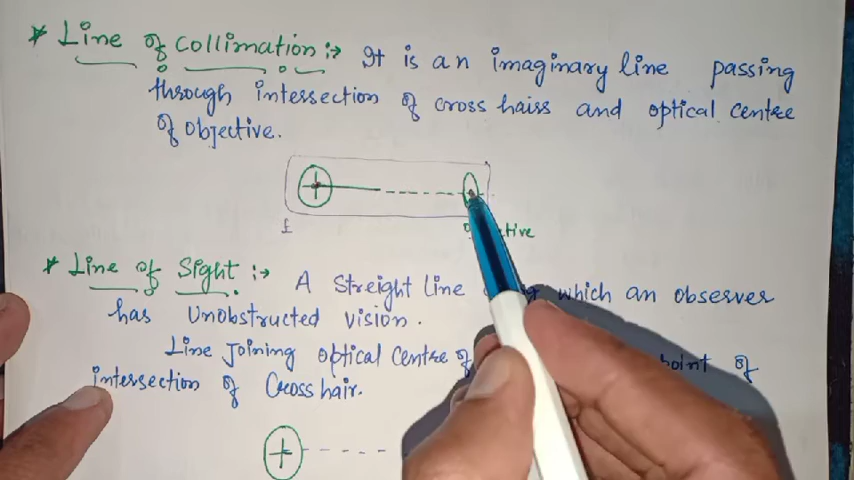 * Line of Collimation :→ It is an imaginary line passing
through intersection of cross hairs and optical centre
of objective.
* Line of Sight :→ A Streight line which an observer
has unobstructed vision.
Line Joining optical centre of point of
intersection of Cross hair.